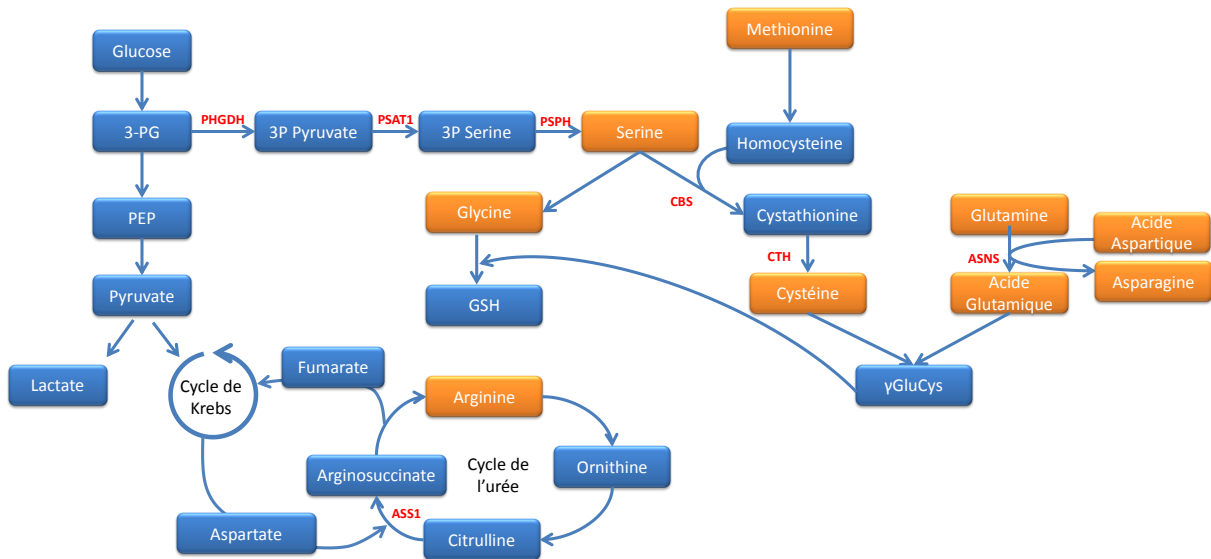 Methionine
Glucose
PHGDH
PSAT1
PSPH
3-PG
3P Pyruvate
3P Serine
Serine
Homocysteine
CBS
PEP
Glycine
Cystathionine
Glutamine
Acide
Aspartique
CTH
ASNS
Pyruvate
GSH
Cystéine
Acide
Glutamique
Asparagine
Lactate
Cycle de
Krebs
Fumarate
Arginine
γGluCys
Arginosuccinate
Cycle de
l'urée
Ornithine
ASS1
Aspartate
Citrulline